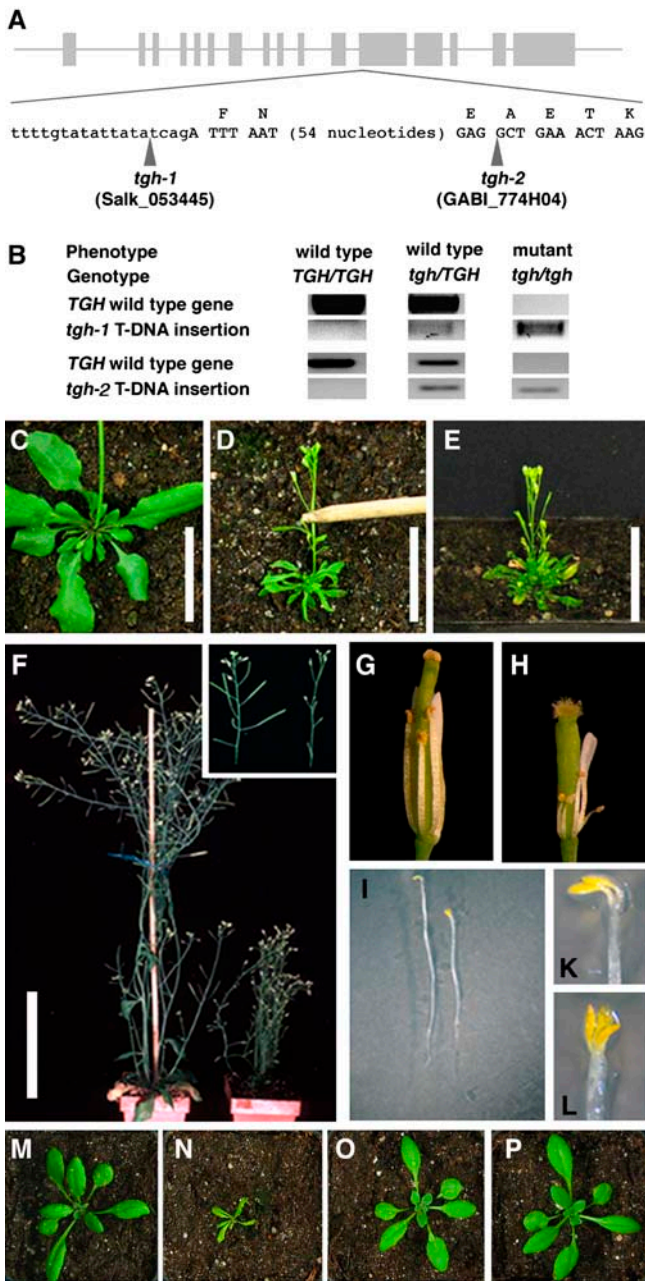 A
F N E A E T K
ttttgtatattatatcagA TTT AAT (54 nucleotides) GAG GCT GAA ACT AAG
tgh-1 tgh-2
(Salk_053445) (GABI_774H04)
B
Phenotype wild type wild type mutant
Genotype TGH/TGH tgh/TGH tgh/tgh
TGH wild type gene
tgh-1 T-DNA insertion
TGH wild type gene
tgh-2 T-DNA insertion
C D E
F G H
I K
L
M N O P